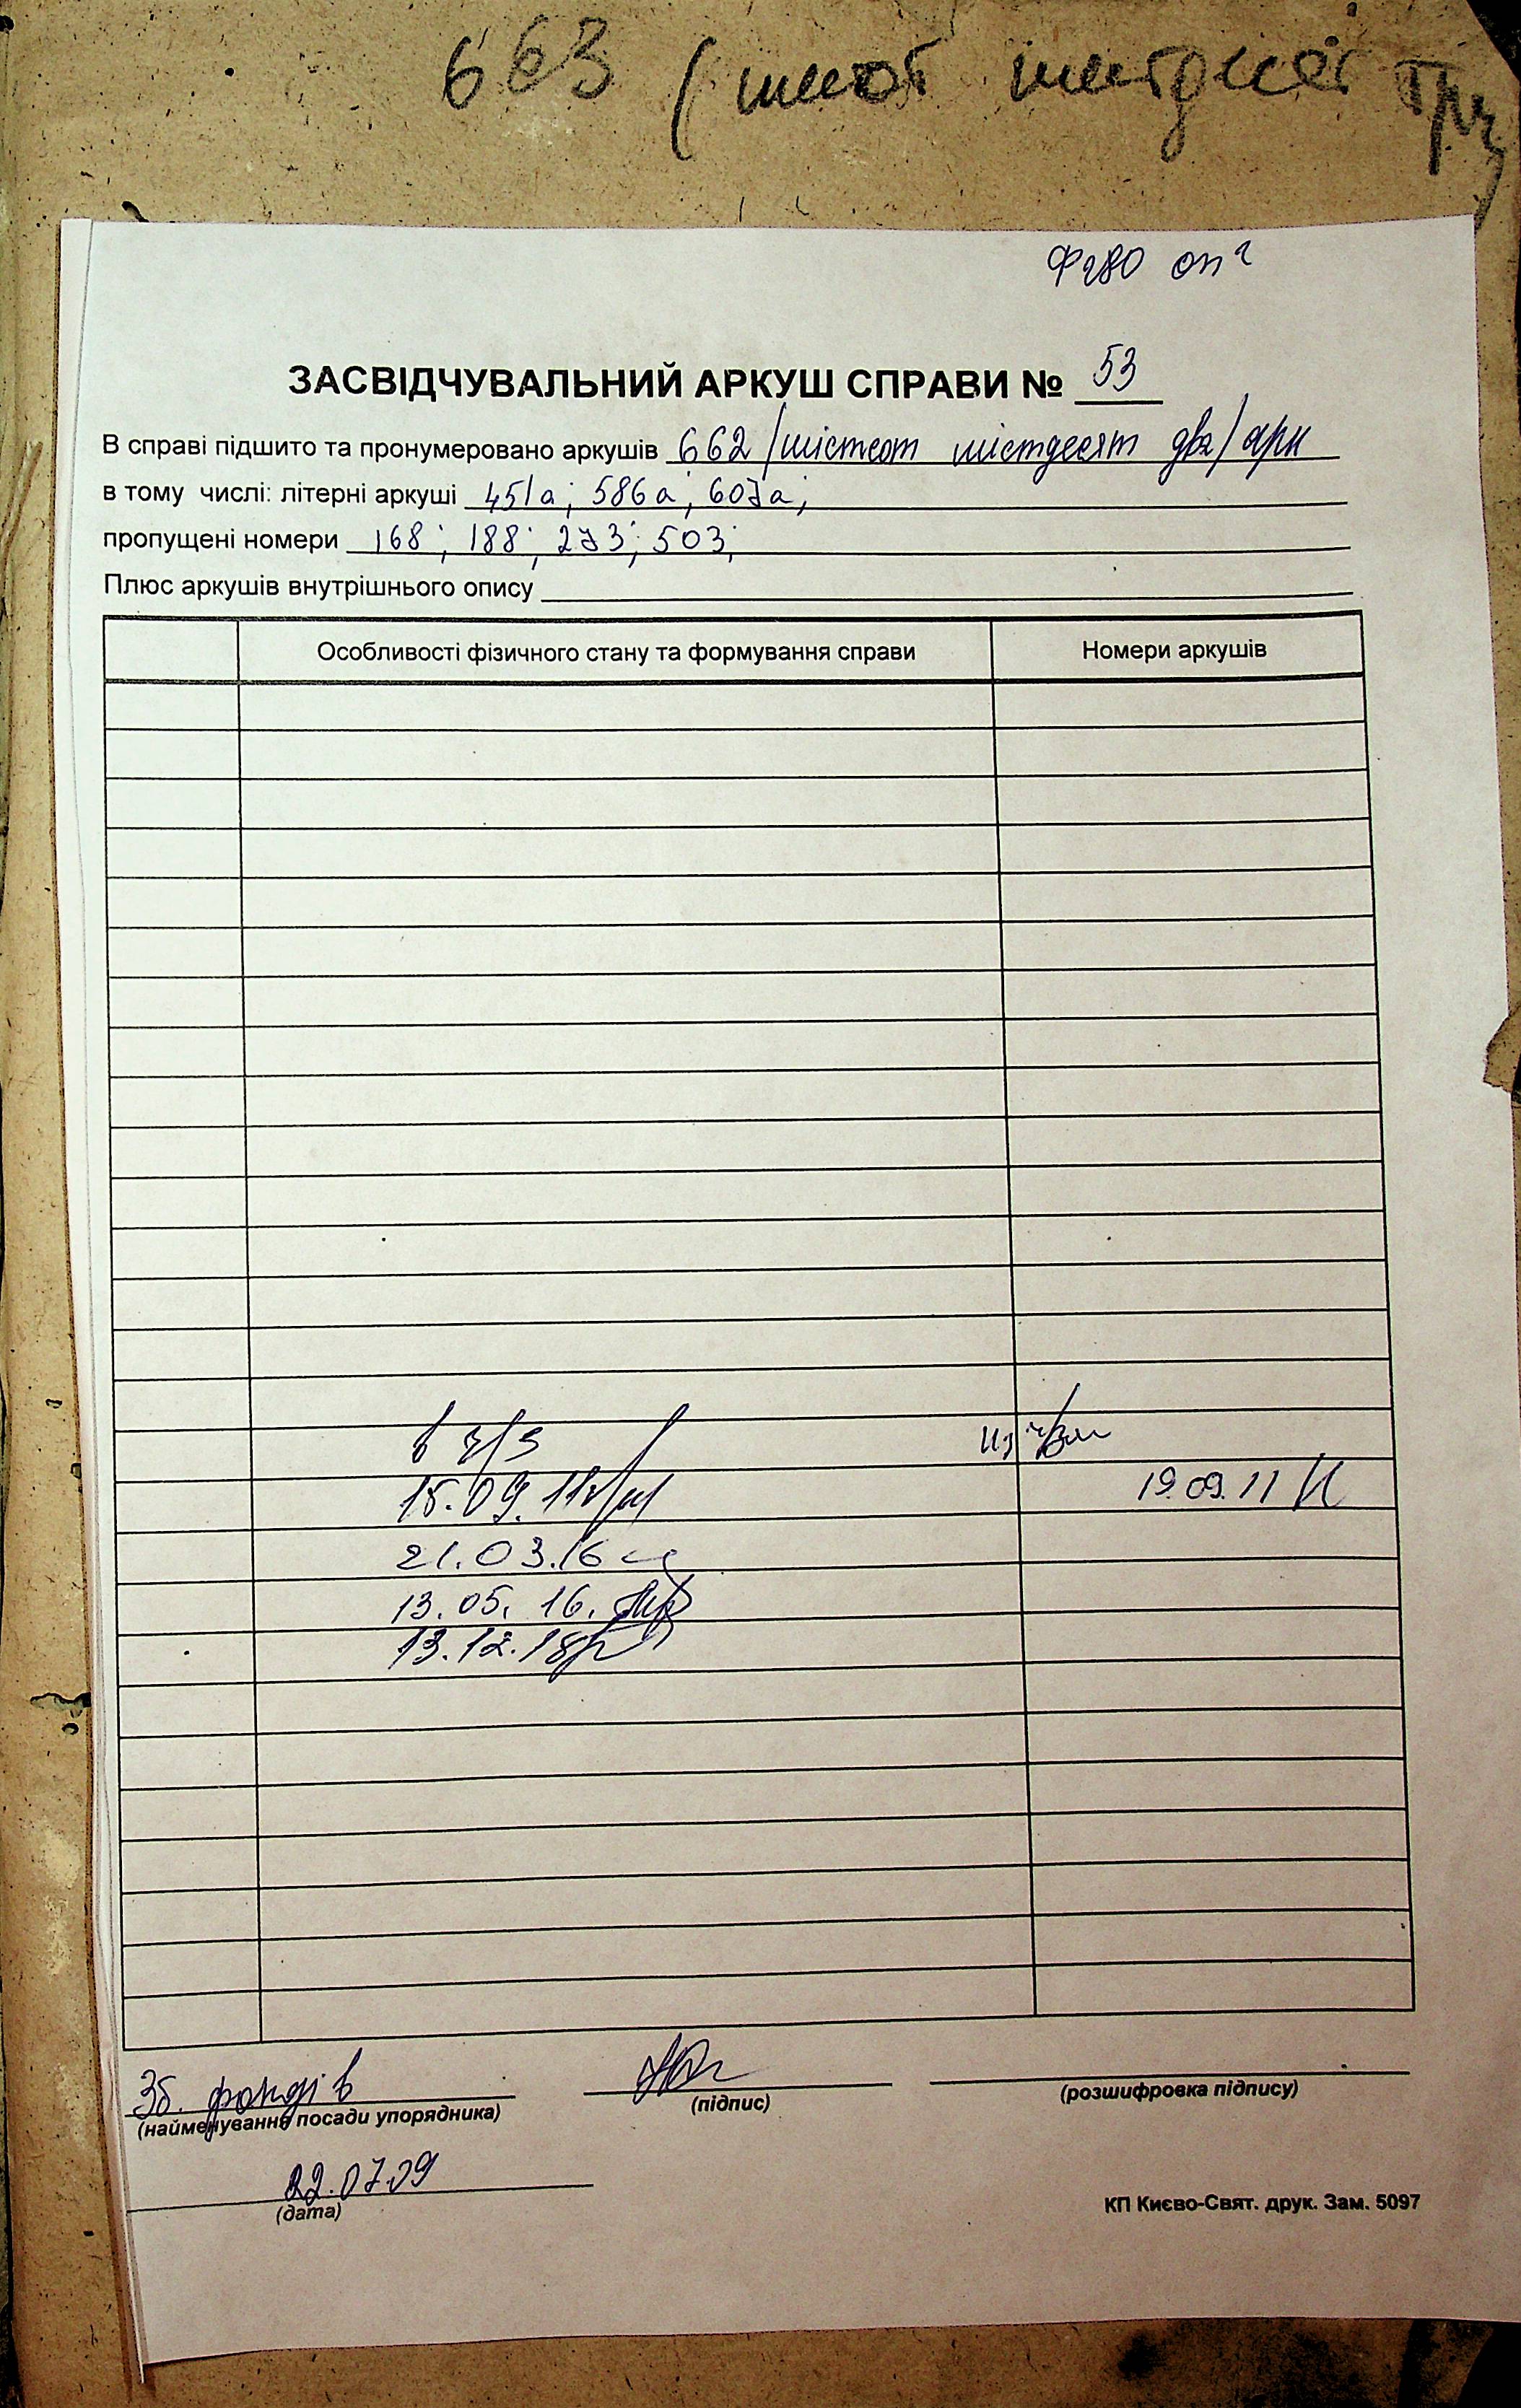 663 (шист шістдесят три
Ф280 оп 2
ЗАСВІДЧУВАЛЬНИЙ АРКУШ СПРАВИ № 53
В справі підшито та пронумеровано аркушів 662 /шістсот шістдесят два/ арк
в тому числі: літерні аркуші 451а; 586а; 607а;
пропущені номери 168; 188; 273; 503;
Плюс аркушів внутрішнього опису
Особливості фізичного стану та формування справи Номери аркушів
в ч/з
15.09.11 19.09.11
21.03.16
13.05.16.
13.12.18
Зб. фондів
(найменування посади упорядника) (підпис) (розшифровка підпису)
22.07.09
(дата)
КП Києво-Свят. друк. Зам. 5097